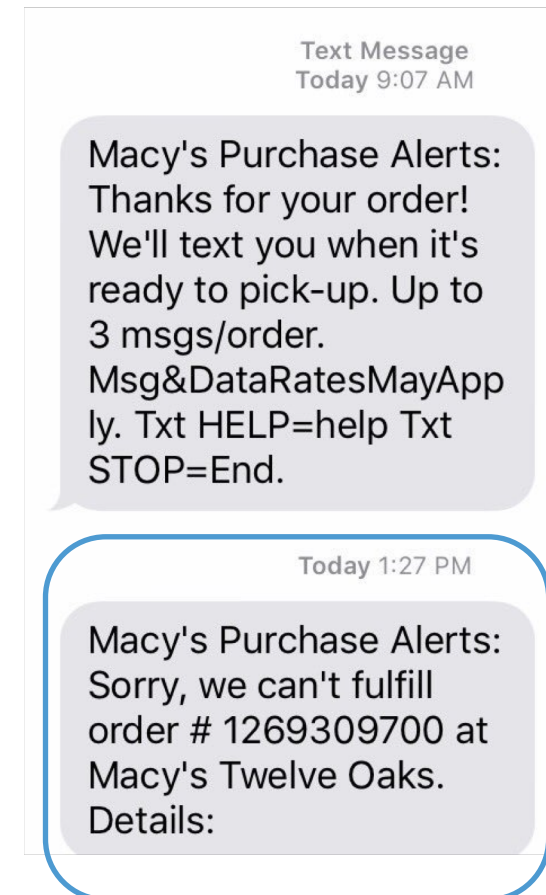 Text Message
Today 9:07 AM
Macy's Purchase Alerts:
Thanks for your order!
We'll text you when it's
ready to pick-up. Up to
3 msgs/order.
Msg&DataRatesMayApp
ly. Txt HELP=help Txt
STOP=End.
Today 1:27 PM
Macy's Purchase Alerts:
Sorry, we can't fulfill
order # 1269309700 at
Macy's Twelve Oaks.
Details: